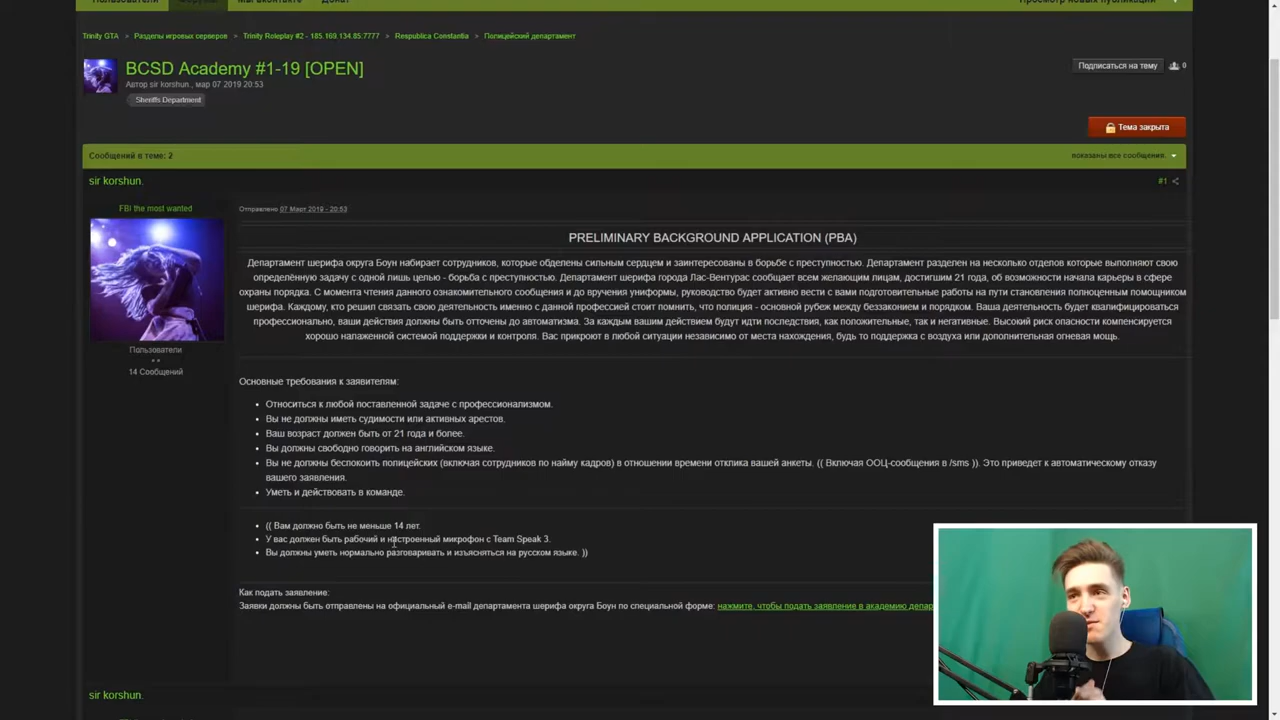 Trinity GTA › Разделы игровых серверов › Trinity Roleplay #2 - 185.169.134.85:7777 › Respublica Constantia › Полицейский департамент
BCSD Academy #1-19 [OPEN]
Автор sir korshun., мар 07 2019 20:53
Sheriffs Department
Подписаться на тему
0
Тема закрыта
Сообщений в теме: 2
показаны все сообщения.
sir korshun.
#1
FBI the most wanted
Отправлено 07 Март 2019 - 20:53
Пользователи
14 Сообщений
PRELIMINARY BACKGROUND APPLICATION (PBA)
Департамент шерифа округа Боун набирает сотрудников, которые обделены сильным сердцем и заинтересованы в борьбе с преступностью. Департамент разделен на несколько отделов которые выполняют свою
определённую задачу с одной лишь целью - борьба с преступностью. Департамент шерифа города Лас-Вентурас сообщает всем желающим лицам, достигшим 21 года, об возможности начала карьеры в сфере
охраны порядка. С момента чтения данного ознакомительного сообщения и до вручения униформы, руководство будет активно вести с вами подготовительные работы на пути становления полноценным помощником
шерифа. Каждому, кто решил связать свою деятельность именно с данной профессией стоит помнить, что полиция - основной рубеж между беззаконием и порядком. Ваша деятельность будет квалифицироваться
профессионально, ваши действия должны быть отточены до автоматизма. За каждым вашим действием будут идти последствия, как положительные, так и негативные. Высокий риск опасности компенсируется
хорошо налаженной системой поддержки и контроля. Вас прикроют в любой ситуации независимо от места нахождения, будь то поддержка с воздуха или дополнительная огневая мощь.
Основные требования к заявителям:
• Относиться к любой поставленной задаче с профессионализмом.
• Вы не должны иметь судимости или активных арестов.
• Ваш возраст должен быть от 21 года и более.
• Вы должны свободно говорить на английском языке.
• Вы не должны беспокоить полицейских (включая сотрудников по найму кадров) в отношении времени отклика вашей анкеты. (( Включая ООЦ-сообщения в /sms )). Это приведет к автоматическому отказу
вашего заявления.
• Уметь и действовать в команде.
• (( Вам должно быть не меньше 14 лет.
• У вас должен быть рабочий и настроенный микрофон с Team Speak 3.
• Вы должны уметь нормально разговаривать и изъясняться на русском языке. ))
Как подать заявление:
Заявки должны быть отправлены на официальный e-mail департамента шерифа округа Боун по специальной форме: нажмите, чтобы подать заявление в академию депар
sir korshun.